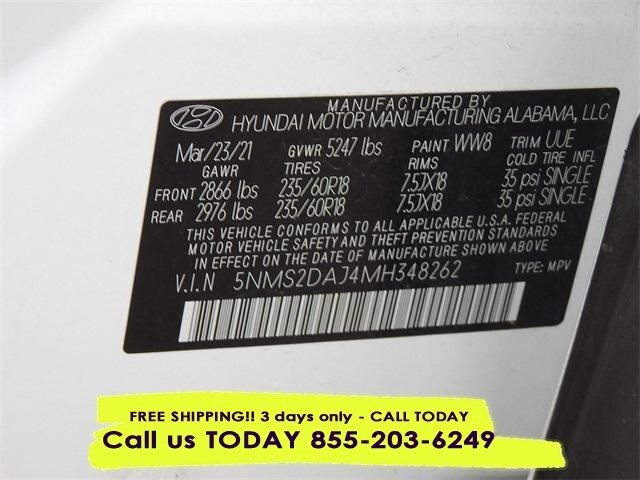 MANUFACTURED BY
HYUNDAI MOTOR MANUFACTURING ALABAMA, LLC
Mar/23/21 GVWR 5247 lbs PAINT WW8 TRIM UUE
GAWR TIRES RIMS COLD TIRE INFL
FRONT 2866 lbs 235/60R18 7.5JX18 35 psi SINGLE
REAR 2976 lbs 235/60R18 7.5JX18 35 psi SINGLE
THIS VEHICLE CONFORMS TO ALL APPLICABLE U.S.A. FEDERAL
MOTOR VEHICLE SAFETY AND THEFT PREVENTION STANDARDS
IN EFFECT ON THE DATE OF MANUFACTURE SHOWN ABOVE.
V.I.N 5NMS2DAJ4MH348262 TYPE: MPV
FREE SHIPPING!! 3 days only - CALL TODAY
Call us TODAY 855-203-6249